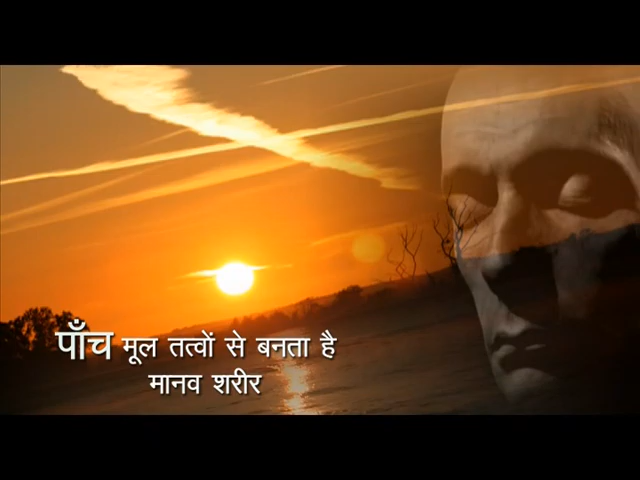 पाँच मूल तत्वों से बनता है
मानव शरीर